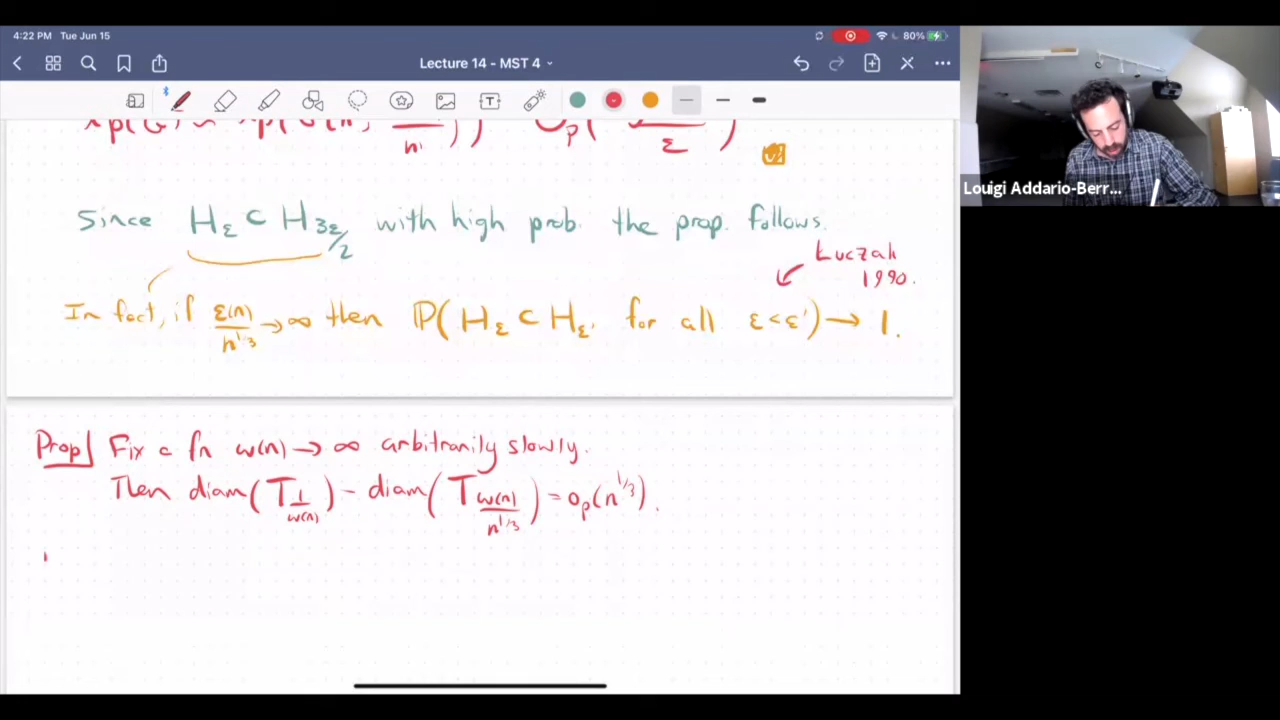 4:22 PM Tue Jun 15
80%
Lecture 14 - MST 4
Louigi Addario-Berr...
Since H_ε ⊂ H_{3ε/2} with high prob. the prop. follows.
Łuczak
1990.
In fact, if ε(n)/n^{1/3} → ∞ then P(H_ε ⊂ H_ε' for all ε < ε') → 1.
Prop| Fix a fn w(n) → ∞ arbitrarily slowly.
Then diam(T_{1/w(n)}) - diam(T_{w(n)/n^{1/3}}) = o_p(n^{1/3}).